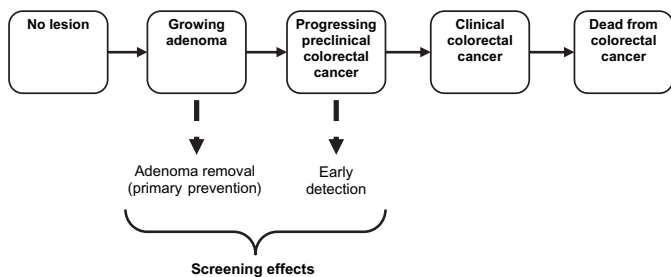 No lesion
Growing
adenoma
Progressing
preclinical
colorectal
cancer
Clinical
colorectal
cancer
Dead from
colorectal
cancer
Adenoma removal
(primary prevention)
Early
detection
Screening effects